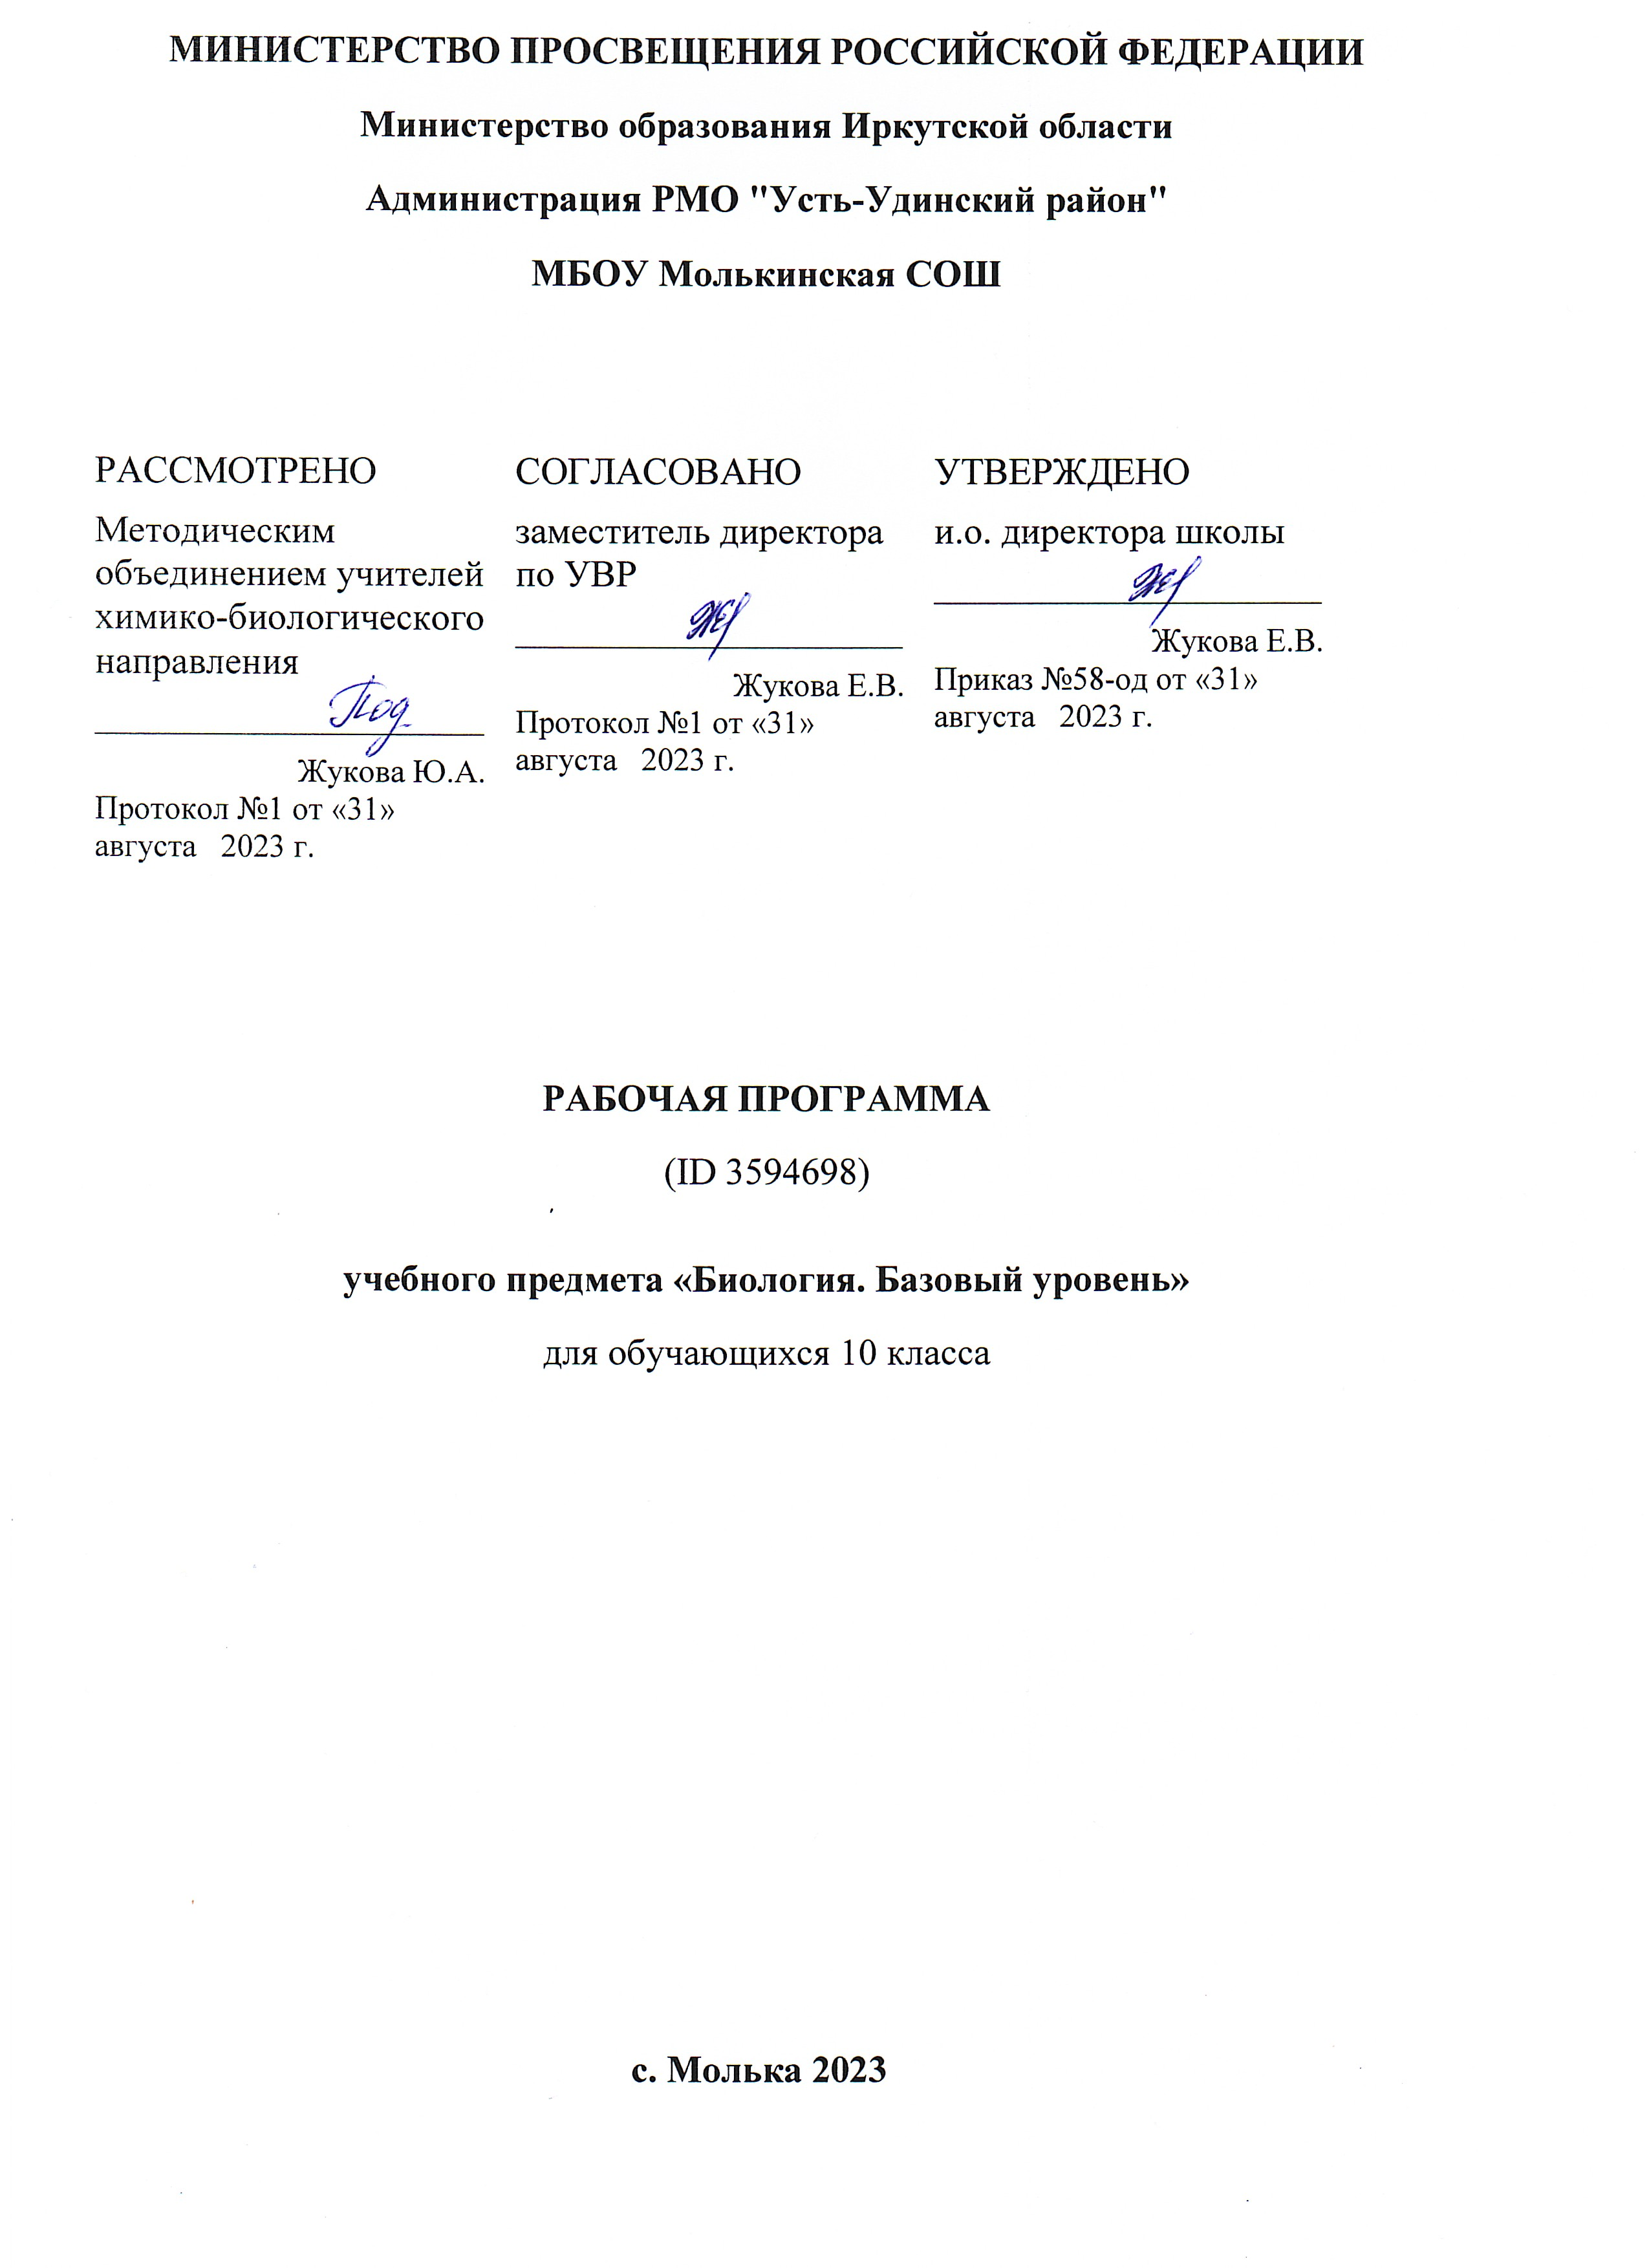 МИНИСТЕРСТВО ПРОСВЕЩЕНИЯ РОССИЙСКОЙ ФЕДЕРАЦИИ
Министерство образования Иркутской области
Администрация РМО "Усть-Удинский район"
МБОУ Молькинская СОШ
РАССМОТРЕНО
Методическим
объединением учителей
химико-биологического
направления
Жукова Ю.А.
Протокол №1 от «31»
августа 2023 г.
СОГЛАСОВАНО
заместитель директора
по УВР
Жукова Е.В.
Протокол №1 от «31»
августа 2023 г.
УТВЕРЖДЕНО
и.о. директора школы
Жукова Е.В.
Приказ №58-од от «31»
августа 2023 г.
РАБОЧАЯ ПРОГРАММА
(ID 3594698)
учебного предмета «Биология. Базовый уровень»
для обучающихся 10 класса
с. Молька 2023